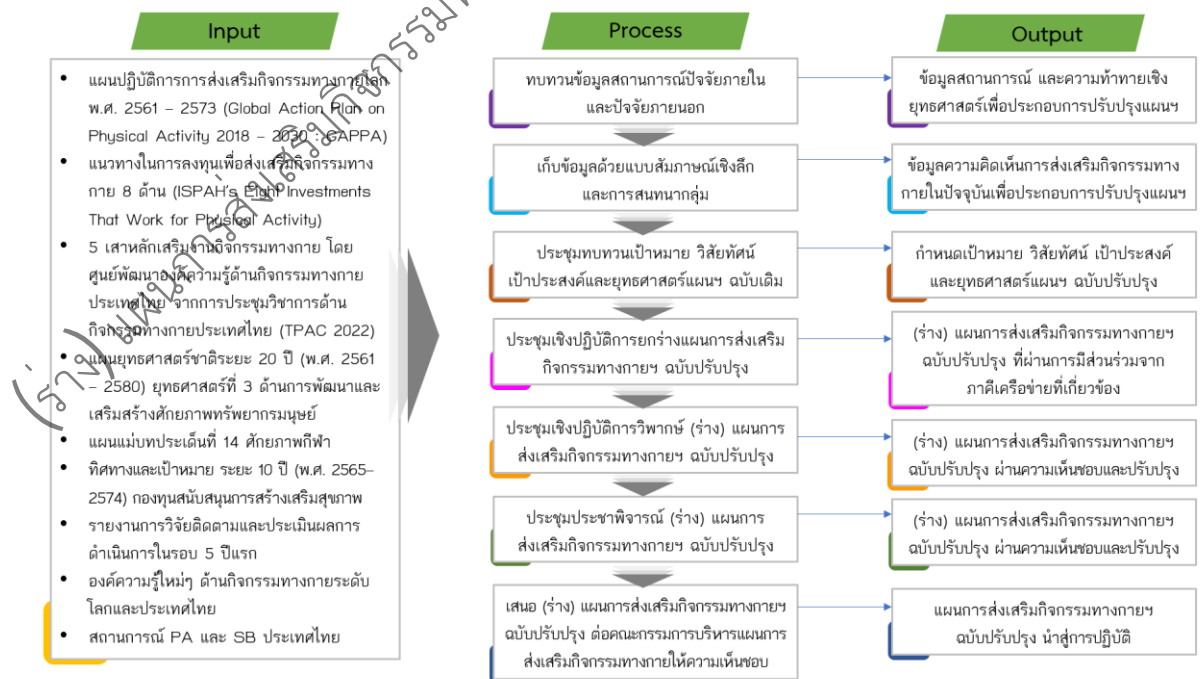 Input
• แผนปฏิบัติการการส่งเสริมกิจกรรมทางกายโลก
พ.ศ. 2561 – 2573 (Global Action Plan on
Physical Activity 2018 – 2030 : GAPPA)
• แนวทางในการลงทุนเพื่อส่งเสริมกิจกรรมทาง
กาย 8 ด้าน (ISPAH's Eight Investments
That Work for Physical Activity)
• 5 เสาหลักเสริมงานกิจกรรมทางกาย โดย
ศูนย์พัฒนาองค์ความรู้ด้านกิจกรรมทางกาย
ประเทศไทย จากการประชุมวิชาการด้าน
กิจกรรมทางกายประเทศไทย (TPAC 2022)
• แผนยุทธศาสตร์ชาติระยะ 20 ปี (พ.ศ. 2561
– 2580) ยุทธศาสตร์ที่ 3 ด้านการพัฒนาและ
เสริมสร้างศักยภาพทรัพยากรมนุษย์
• แผนแม่บทประเด็นที่ 14 ศักยภาพกีฬา
• ทิศทางและเป้าหมาย ระยะ 10 ปี (พ.ศ. 2565–
2574) กองทุนสนับสนุนการสร้างเสริมสุขภาพ
• รายงานการวิจัยติดตามและประเมินผลการ
ดำเนินการในรอบ 5 ปีแรก
• องค์ความรู้ใหม่ๆ ด้านกิจกรรมทางกายระดับ
โลกและประเทศไทย
• สถานการณ์ PA และ SB ประเทศไทย
Process
ทบทวนข้อมูลสถานการณ์ปัจจัยภายใน
และปัจจัยภายนอก
เก็บข้อมูลด้วยแบบสัมภาษณ์เชิงลึก
และการสนทนากลุ่ม
ประชุมทบทวนเป้าหมาย วิสัยทัศน์
เป้าประสงค์และยุทธศาสตร์แผนฯ ฉบับเดิม
ประชุมเชิงปฏิบัติการยกร่างแผนการส่งเสริม
กิจกรรมทางกายฯ ฉบับปรับปรุง
ประชุมเชิงปฏิบัติการวิพากษ์ (ร่าง) แผนการ
ส่งเสริมกิจกรรมทางกายฯ ฉบับปรับปรุง
ประชุมประชาพิจารณ์ (ร่าง) แผนการ
ส่งเสริมกิจกรรมทางกายฯ ฉบับปรับปรุง
เสนอ (ร่าง) แผนการส่งเสริมกิจกรรมทางกายฯ
ฉบับปรับปรุง ต่อคณะกรรมการบริหารแผนการ
ส่งเสริมกิจกรรมทางกายให้ความเห็นชอบ
Output
ข้อมูลสถานการณ์ และความท้าทายเชิง
ยุทธศาสตร์เพื่อประกอบการปรับปรุงแผนฯ
ข้อมูลความคิดเห็นการส่งเสริมกิจกรรมทาง
กายในปัจจุบันเพื่อประกอบการปรับปรุงแผนฯ
กำหนดเป้าหมาย วิสัยทัศน์ เป้าประสงค์
และยุทธศาสตร์แผนฯ ฉบับปรับปรุง
(ร่าง) แผนการส่งเสริมกิจกรรมทางกายฯ
ฉบับปรับปรุง ที่ผ่านการมีส่วนร่วมจาก
ภาคีเครือข่ายที่เกี่ยวข้อง
(ร่าง) แผนการส่งเสริมกิจกรรมทางกายฯ
ฉบับปรับปรุง ผ่านความเห็นชอบและปรับปรุง
(ร่าง) แผนการส่งเสริมกิจกรรมทางกายฯ
ฉบับปรับปรุง ผ่านความเห็นชอบและปรับปรุง
แผนการส่งเสริมกิจกรรมทางกายฯ
ฉบับปรับปรุง นำสู่การปฏิบัติ
(ร่าง) แผนการส่งเสริมกิจกรรม